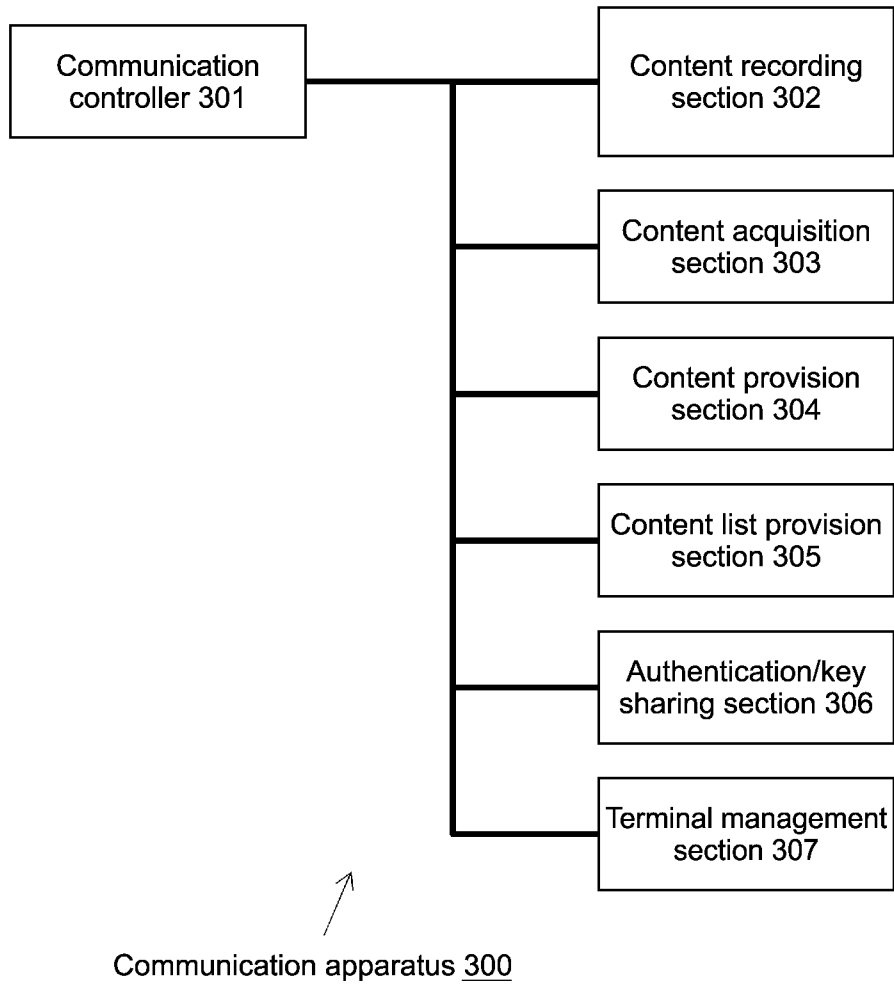 Communication
controller 301
Content recording
section 302
Content acquisition
section 303
Content provision
section 304
Content list provision
section 305
Authentication/key
sharing section 306
Terminal management
section 307
Communication apparatus 300